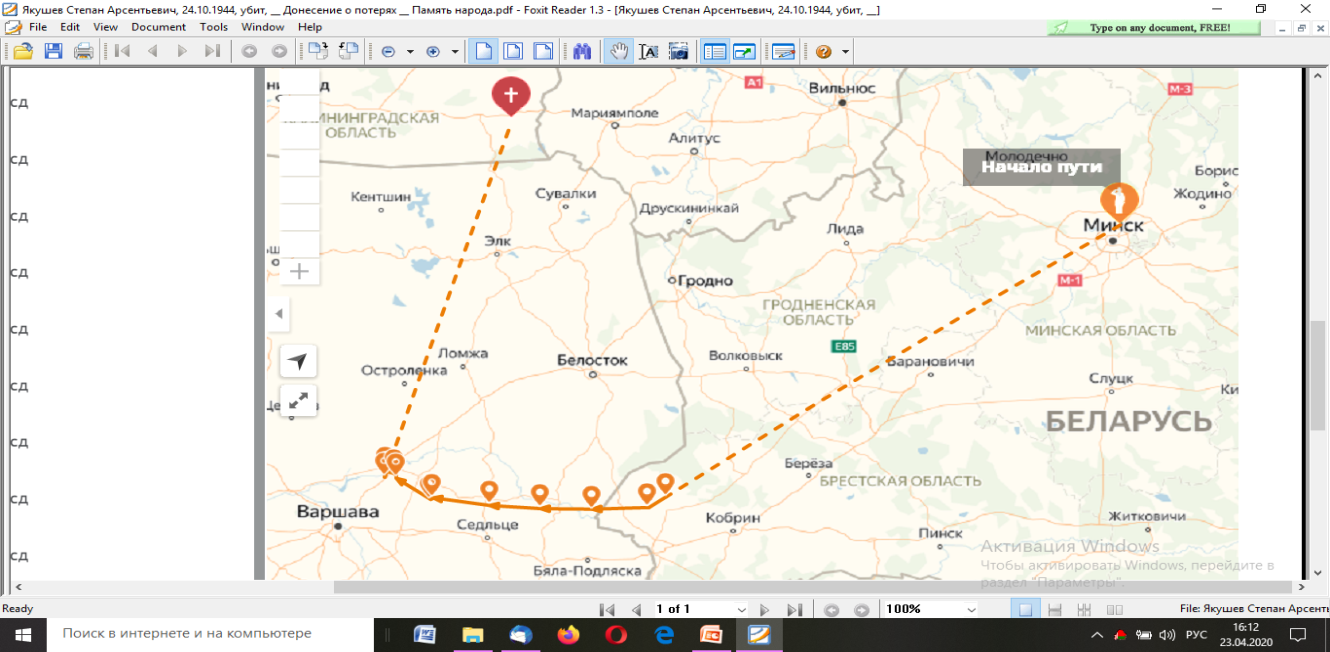 Якушев Степан Арсентьевич, 24.10.1944, убит, __ Донесение о потерях __ Память народа.pdf - Foxit Reader 1.3 - [Якушев Степан Арсентьевич, 24.10.1944, убит, __]
File Edit View Document Tools Window Help
Type on any document, FREE!
СД
СД
СД
СД
СД
СД
СД
СД
СД
НИНГРАДСКАЯ
ОБЛАСТЬ
A1
Вильнюс
М-3
Мариямполе
Алитус
Молодечно
Начало пути
Борис
Жодино
Кентшин
Сувалки
Друскининкай
Лида
Минск
Элк
Гродно
М-1
ГРОДНЕНСКАЯ
ОБЛАСТЬ
МИНСКАЯ ОБЛАСТЬ
E85
Ломжа
Остроленка
Белосток
Волковыск
Барановичи
Слуцк
Ки
БЕЛАРУСЬ
Берёза
БРЕСТСКАЯ ОБЛАСТЬ
Варшава
Седльце
Кобрин
Житковичи
Пинск
Бяла-Подляска
Активация Windows
Чтобы активировать Windows, перейдите в
раздел "Параметры".
Ready
1 of 1
100%
File: Якушев Степан Арсенть
Поиск в интернете и на компьютере
РУС
16:12
23.04.2020